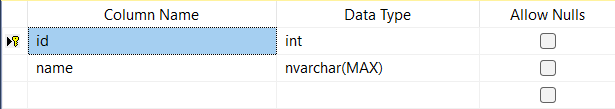 Column Name Data Type Allow Nulls
id int
name nvarchar(MAX)